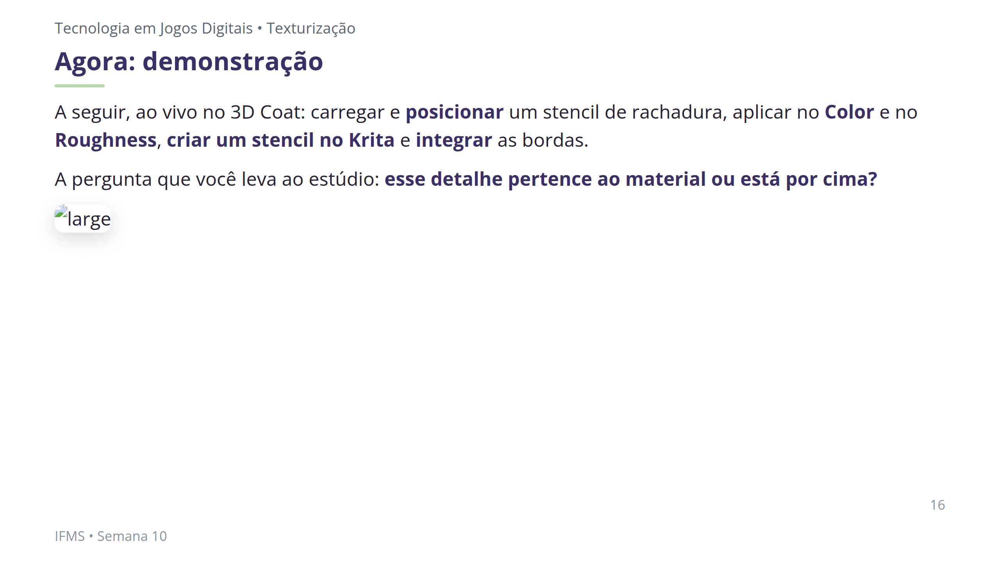 Tecnologia em Jogos Digitais • Texturização
Agora: demonstração
A seguir, ao vivo no 3D Coat: carregar e posicionar um stencil de rachadura, aplicar no Color e no
Roughness, criar um stencil no Krita e integrar as bordas.
A pergunta que você leva ao estúdio: esse detalhe pertence ao material ou está por cima?
large
16
IFMS • Semana 10